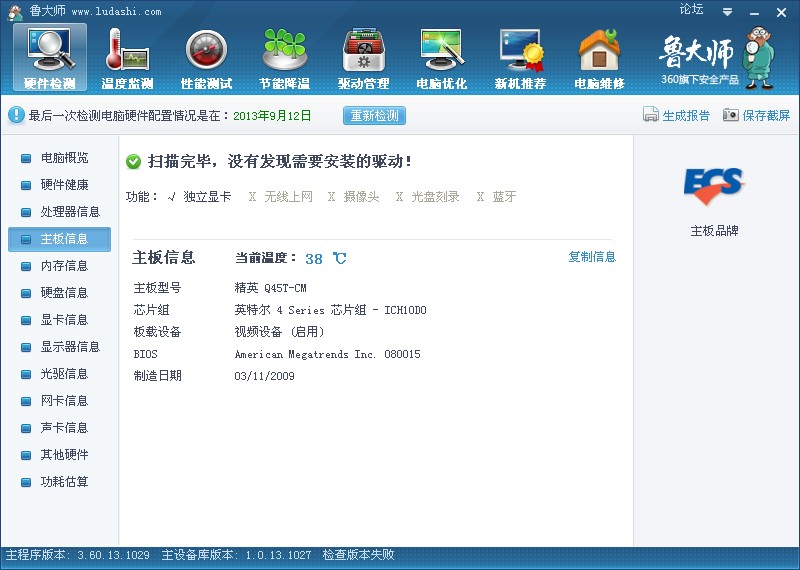 鲁大师 www.ludashi.com 论坛
硬件检测 温度监测 性能测试 节能降温 驱动管理 电脑优化 新机推荐 电脑维修
鲁大师
360旗下安全产品
最后一次检测电脑硬件配置情况是在：2013年9月12日 重新检测 生成报告 保存截屏
电脑概览
硬件健康
处理器信息
主板信息
内存信息
硬盘信息
显卡信息
显示器信息
光驱信息
网卡信息
声卡信息
其他硬件
功耗估算
扫描完毕，没有发现需要安装的驱动！
功能： √ 独立显卡 X 无线上网 X 摄像头 X 光盘刻录 X 蓝牙
主板信息 当前温度： 38 ℃ 复制信息
主板型号 精英 Q45T-CM
芯片组 英特尔 4 Series 芯片组 - ICH10DO
板载设备 视频设备 (启用)
BIOS American Megatrends Inc. 080015
制造日期 03/11/2009
ECS
主板品牌
主程序版本: 3.60.13.1029 主设备库版本: 1.0.13.1027 检查版本失败